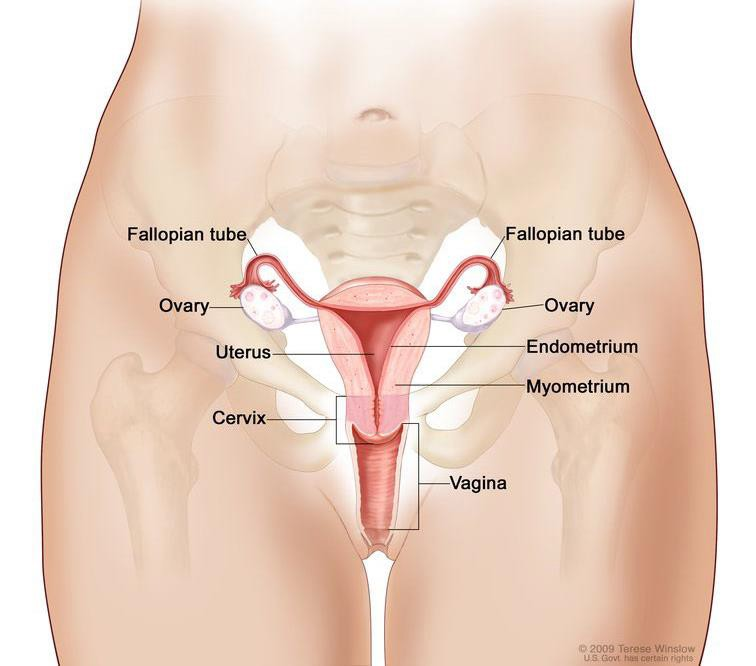 Fallopian tube
Fallopian tube
Ovary
Ovary
Uterus
Endometrium
Myometrium
Cervix
Vagina
© 2009 Terese Winslow
U.S. Govt. has certain rights